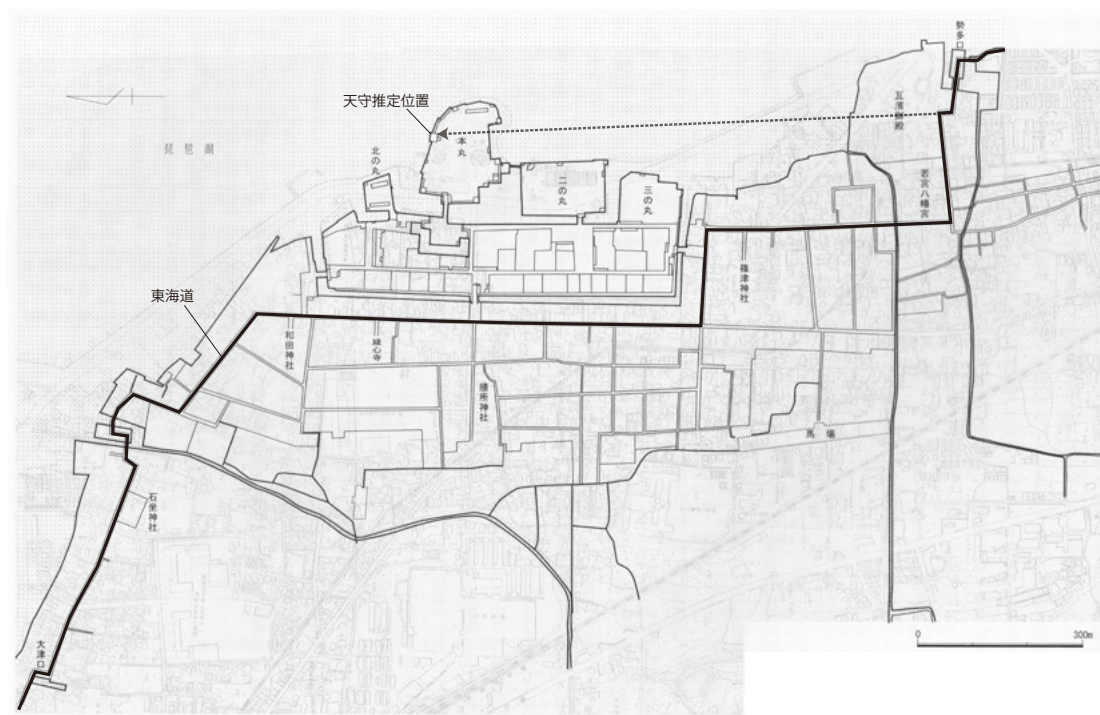 勢多口
天守推定位置
瓦濱御殿
本丸
琵琶湖
北の丸
二の丸
三の丸
若宮八幡宮
篠津神社
東海道
和田神社
縁心寺
膳所神社
馬場
石坐神社
大津口
0 300m